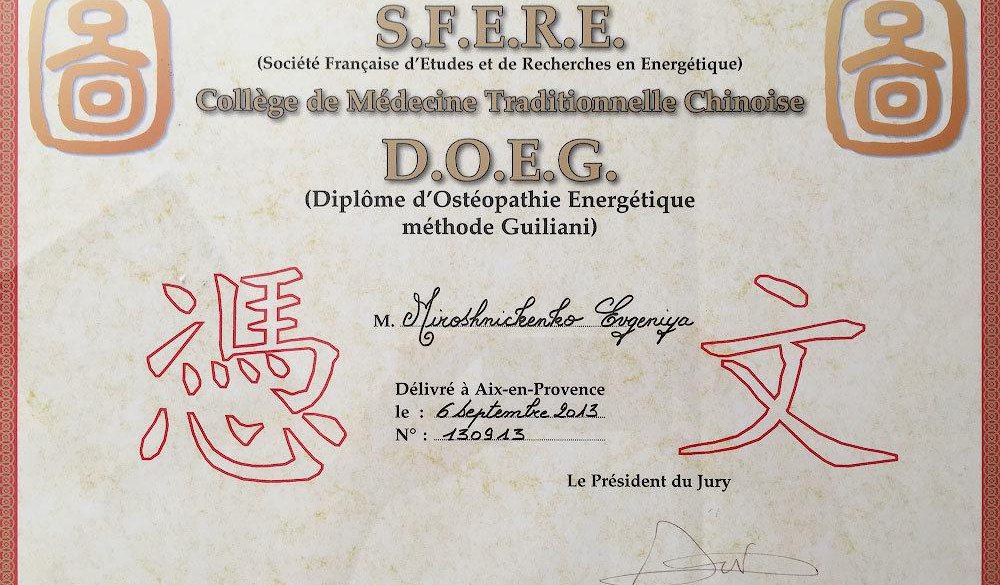 S.F.E.R.E.
(Société Française d'Etudes et de Recherches en Energétique)
Collège de Médecine Traditionnelle Chinoise
D.O.E.G.
(Diplôme d'Ostéopathie Energétique
méthode Guiliani)
憑 文
M. Miroshnickenko Evgeniya
Délivré à Aix-en-Provence
le : 6 Septembre 2013
N° : 130913
Le Président du Jury